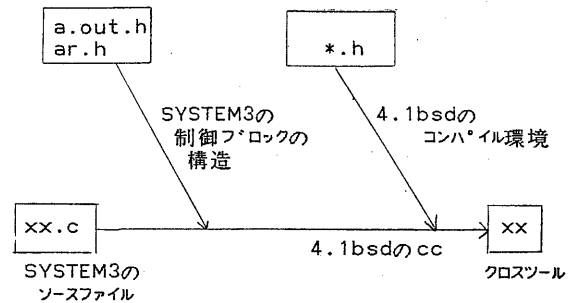 a.out.h
ar.h
*.h
SYSTEM3の
制御ブロックの
構造
4.1bsdの
コンパイル環境
xx.c
xx
4.1bsdのcc
SYSTEM3の
ソースファイル
クロスツール